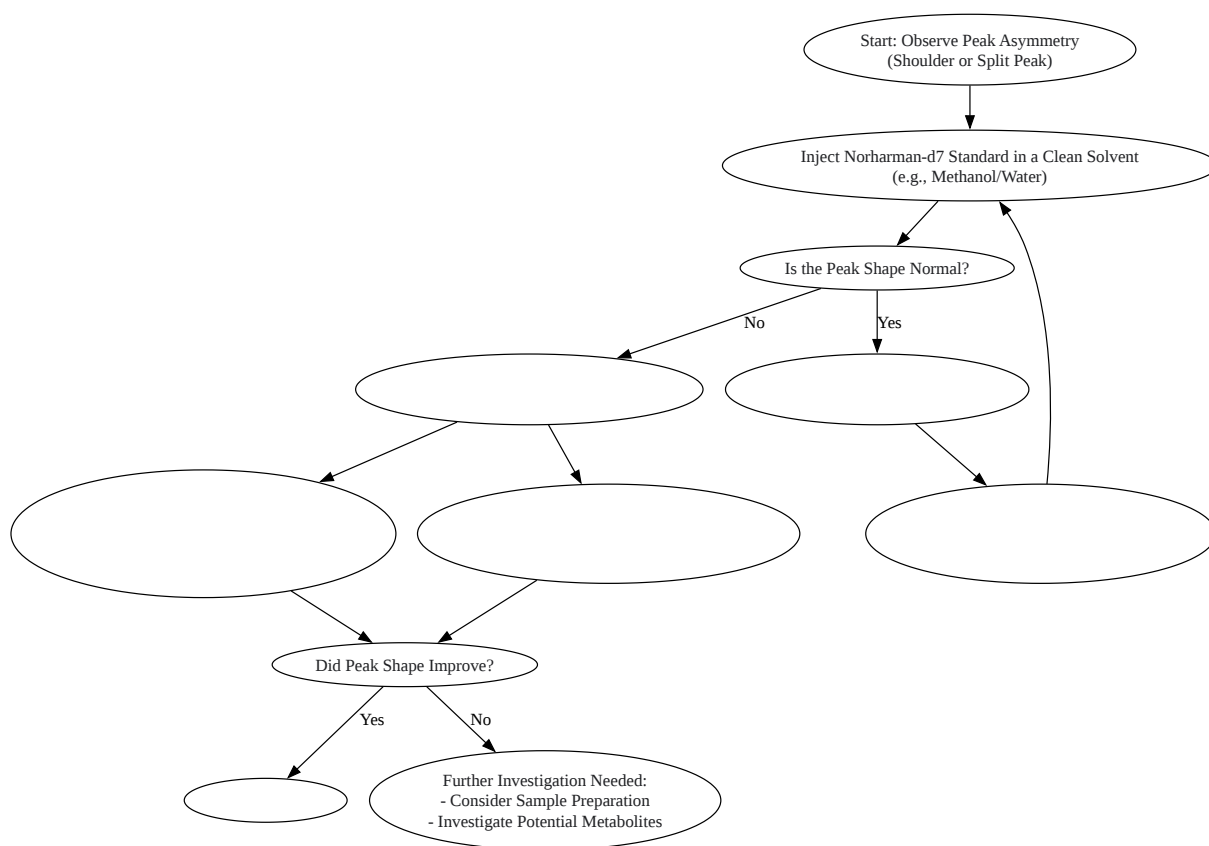 Start: Observe Peak Asymmetry
(Shoulder or Split Peak)
Inject Norharman-d7 Standard in a Clean Solvent
(e.g., Methanol/Water)
Is the Peak Shape Normal?
No
Yes
Did Peak Shape Improve?
Yes
No
Further Investigation Needed:
- Consider Sample Preparation
- Investigate Potential Metabolites